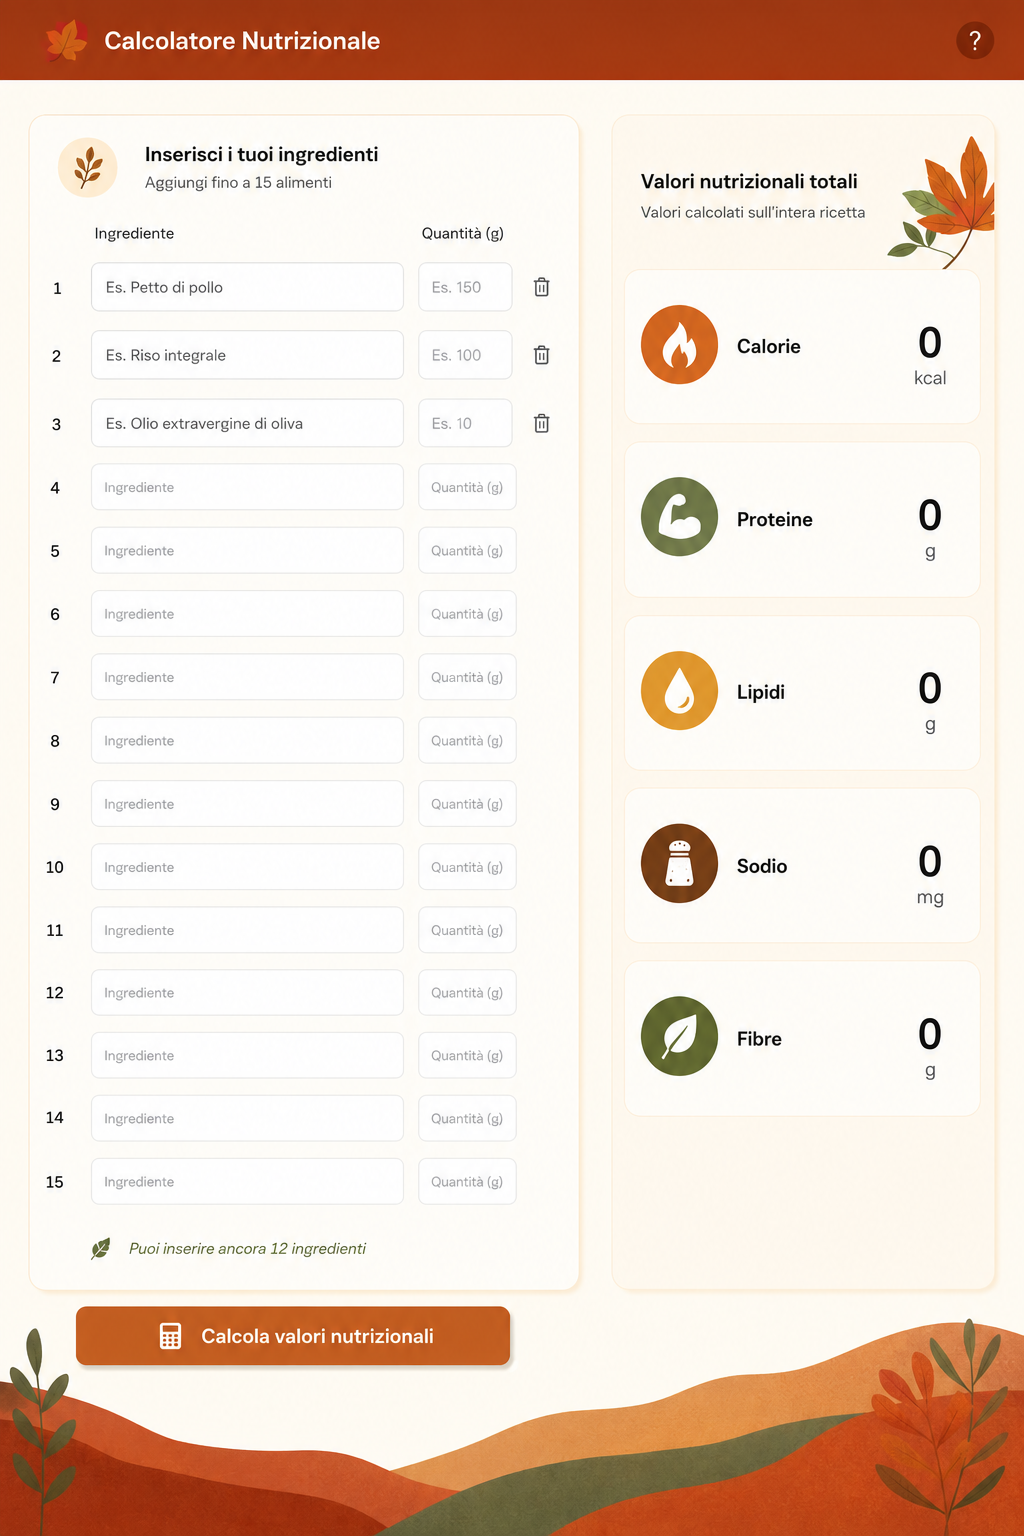 Calcolatore Nutrizionale
?
Inserisci i tuoi ingredienti
Aggiungi fino a 15 alimenti
Ingrediente Quantità (g)
1 Es. Petto di pollo Es. 150
2 Es. Riso integrale Es. 100
3 Es. Olio extravergine di oliva Es. 10
4 Ingrediente Quantità (g)
5 Ingrediente Quantità (g)
6 Ingrediente Quantità (g)
7 Ingrediente Quantità (g)
8 Ingrediente Quantità (g)
9 Ingrediente Quantità (g)
10 Ingrediente Quantità (g)
11 Ingrediente Quantità (g)
12 Ingrediente Quantità (g)
13 Ingrediente Quantità (g)
14 Ingrediente Quantità (g)
15 Ingrediente Quantità (g)
Puoi inserire ancora 12 ingredienti
Calcola valori nutrizionali
Valori nutrizionali totali
Valori calcolati sull'intera ricetta
Calorie 0
kcal
Proteine 0
g
Lipidi 0
g
Sodio 0
mg
Fibre 0
g